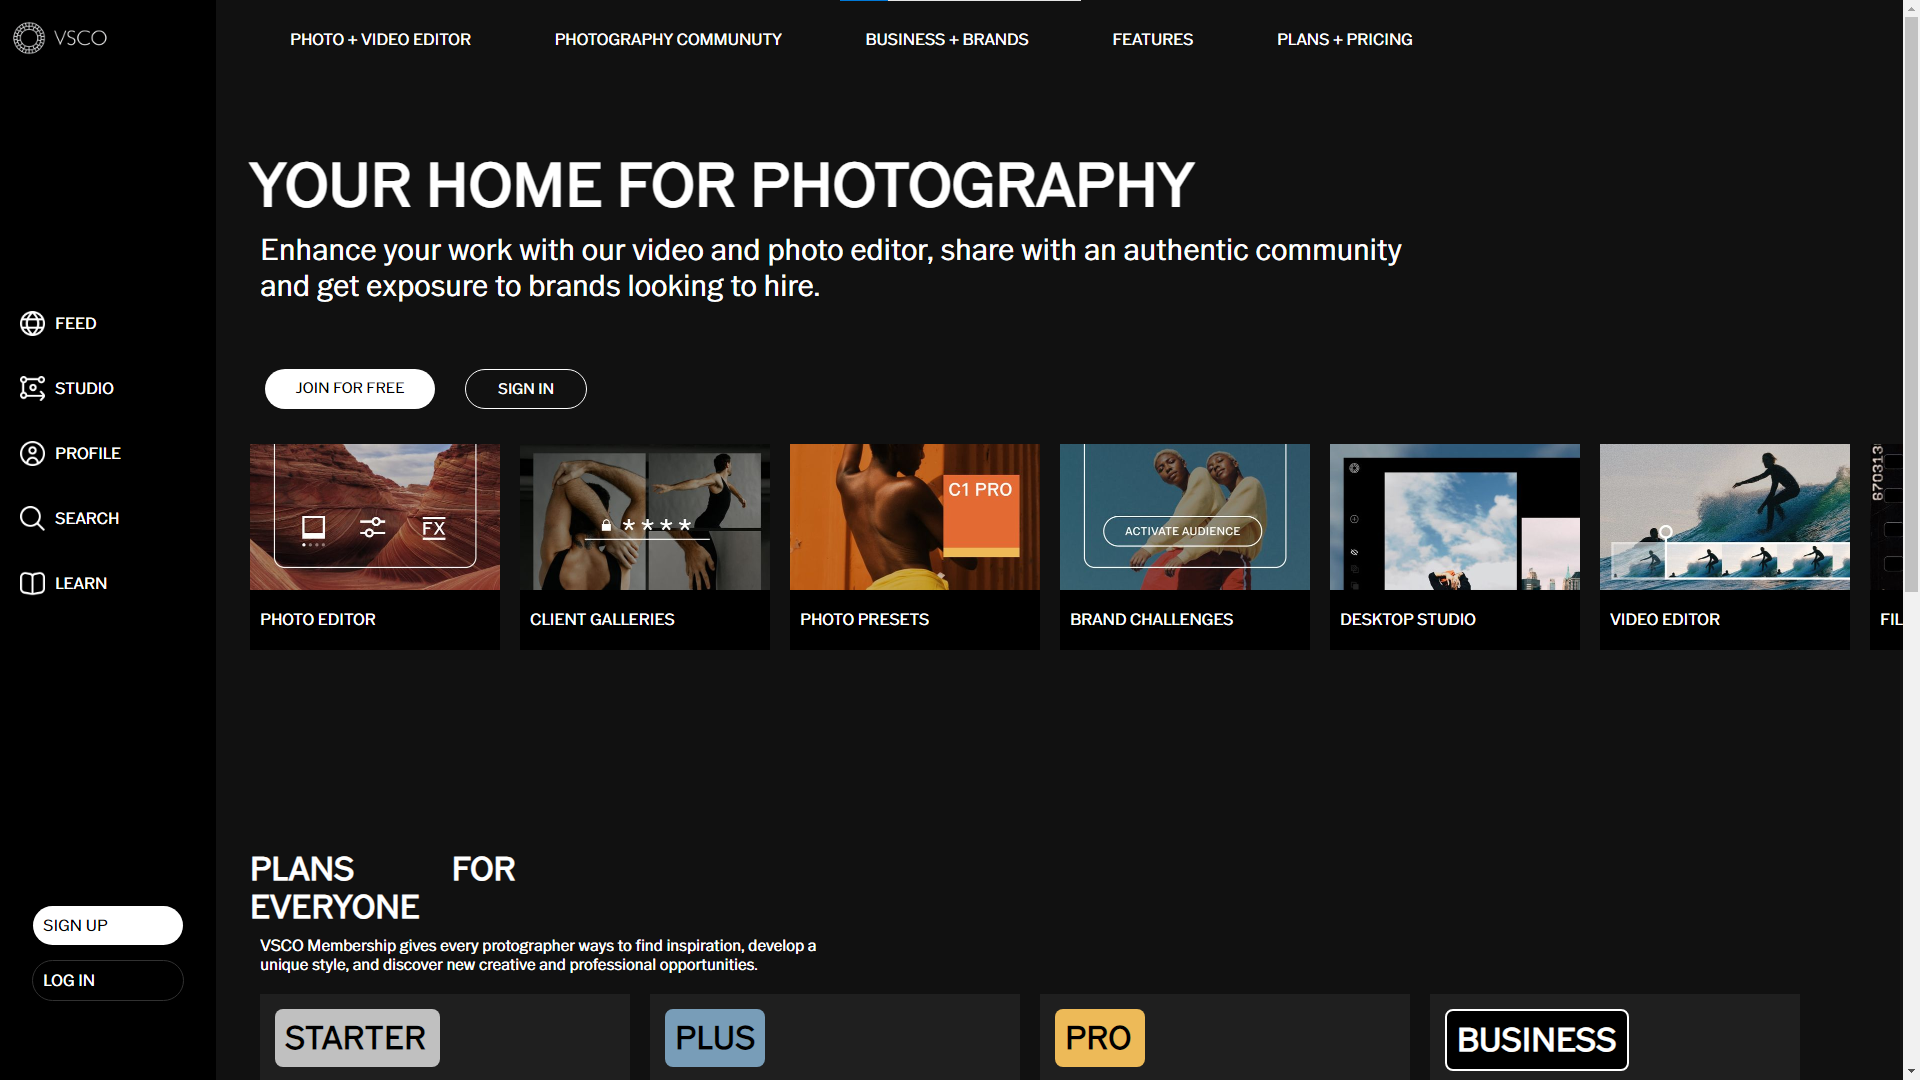 VSCO
PHOTO + VIDEO EDITOR
PHOTOGRAPHY COMMUNUTY
BUSINESS + BRANDS
FEATURES
PLANS + PRICING
YOUR HOME FOR PHOTOGRAPHY
Enhance your work with our video and photo editor, share with an authentic community
and get exposure to brands looking to hire.
FEED
STUDIO
PROFILE
SEARCH
LEARN
JOIN FOR FREE
SIGN IN
FX
****
C1 PRO
ACTIVATE AUDIENCE
870313
PHOTO EDITOR
CLIENT GALLERIES
PHOTO PRESETS
BRAND CHALLENGES
DESKTOP STUDIO
VIDEO EDITOR
FIL
PLANS FOR
EVERYONE
VSCO Membership gives every protographer ways to find inspiration, develop a
unique style, and discover new creative and professional opportunities.
SIGN UP
LOG IN
STARTER
PLUS
PRO
BUSINESS